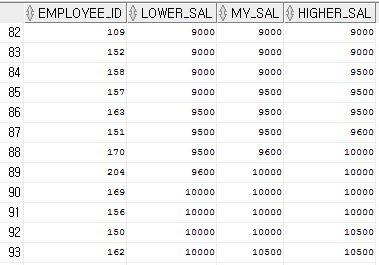 EMPLOYEE_ID LOWER_SAL MY_SAL HIGHER_SAL
82 109 9000 9000 9000
83 152 9000 9000 9000
84 158 9000 9000 9500
85 157 9000 9500 9500
86 163 9500 9500 9500
87 151 9500 9500 9600
88 170 9500 9600 10000
89 204 9600 10000 10000
90 169 10000 10000 10000
91 156 10000 10000 10000
92 150 10000 10000 10500
93 162 10000 10500 10500